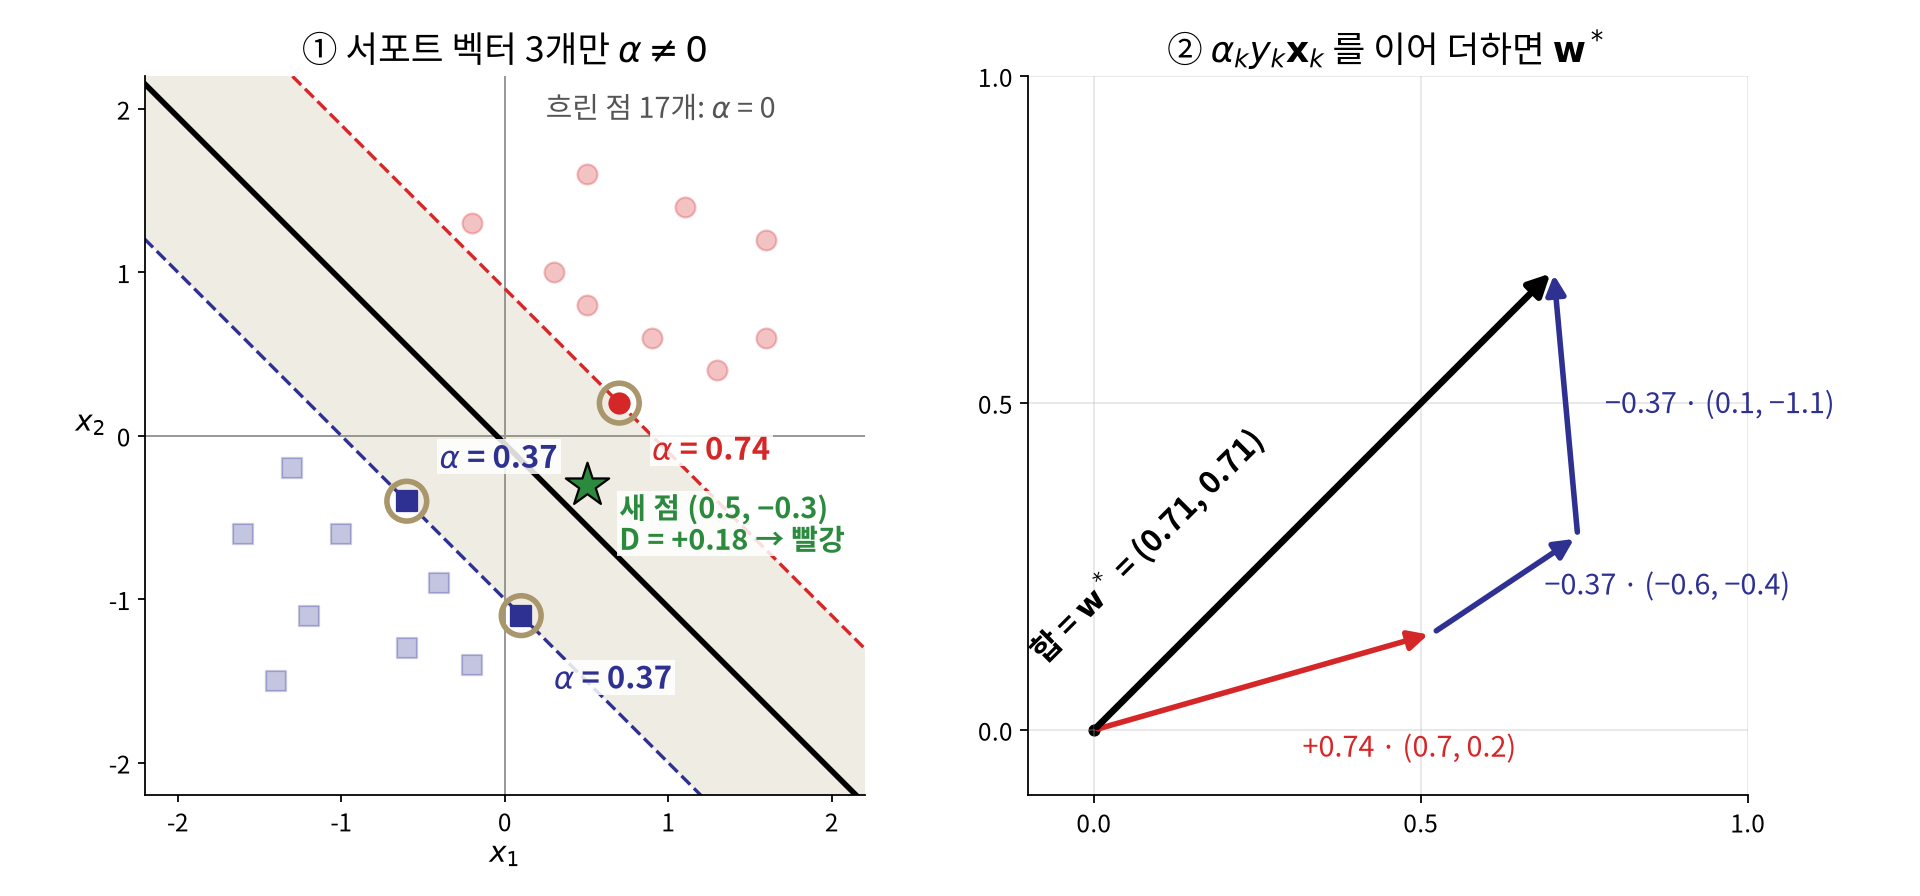 ① 서포트 벡터 3개만 α ≠ 0
흐린 점 17개: α = 0
2
1
0
-1
-2
x₂
-2
-1
0
1
2
x₁
α = 0.37
α = 0.74
새 점 (0.5, −0.3)
D = +0.18 → 빨강
α = 0.37
② αₖyₖ𝐱ₖ 를 이어 더하면 𝐰*
1.0
0.5
0.0
0.0
0.5
1.0
합 = 𝐰* = (0.71, 0.71)
−0.37 · (0.1, −1.1)
−0.37 · (−0.6, −0.4)
+0.74 · (0.7, 0.2)